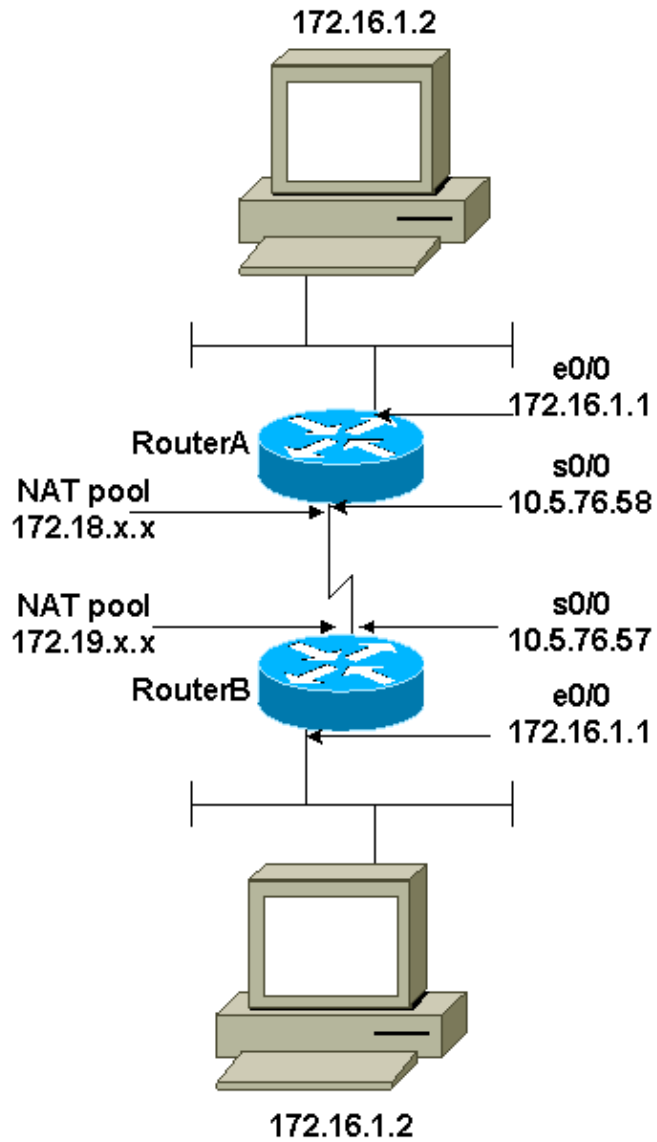 172.16.1.2
e0/0
172.16.1.1
RouterA
s0/0
10.5.76.58
NAT pool
172.18.x.x
NAT pool
172.19.x.x
s0/0
10.5.76.57
RouterB
e0/0
172.16.1.1
172.16.1.2